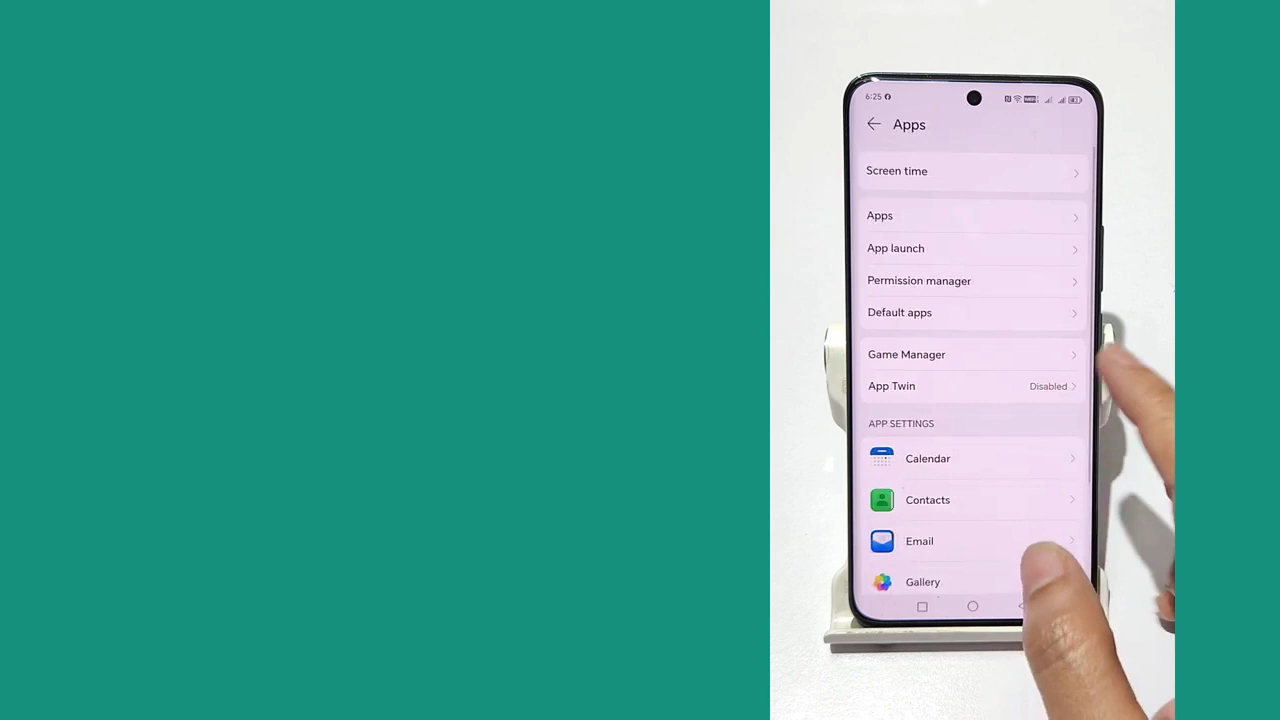 6:25
Apps
Screen time
Apps
App launch
Permission manager
Default apps
Game Manager
App Twin Disabled
APP SETTINGS
Calendar
Contacts
Email
Gallery